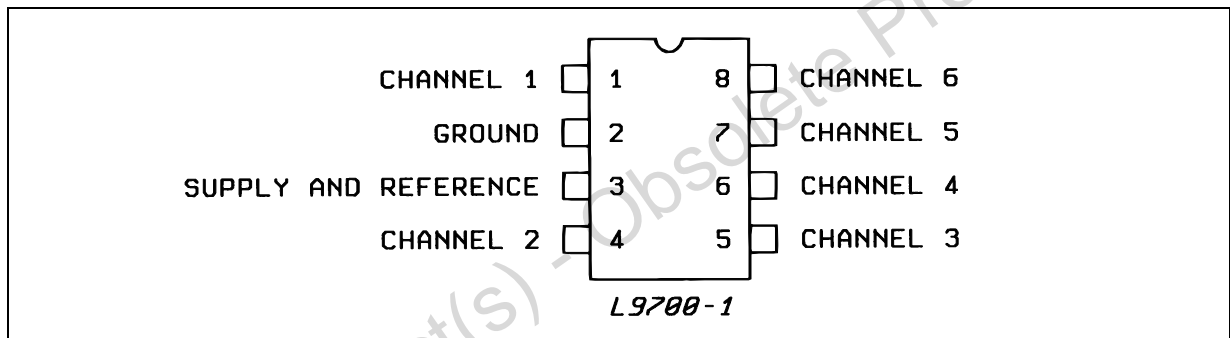 CHANNEL 1 1 8 CHANNEL 6
GROUND 2 7 CHANNEL 5
SUPPLY AND REFERENCE 3 6 CHANNEL 4
CHANNEL 2 4 5 CHANNEL 3
L9700-1
Obsolete